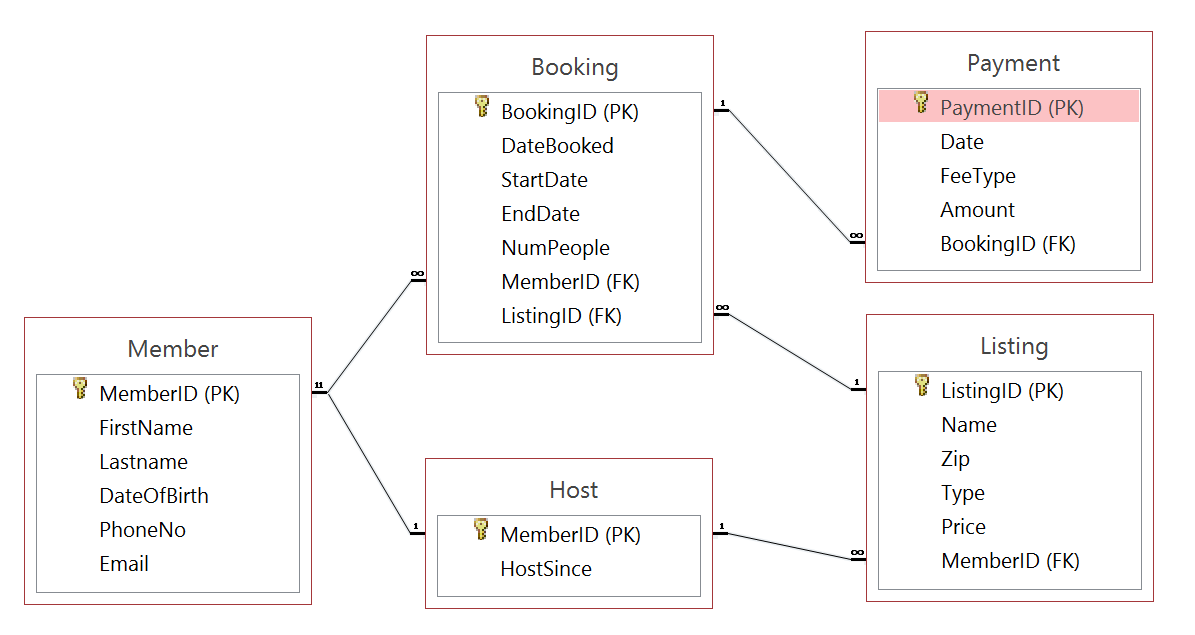 Booking
BookingID (PK)
DateBooked
StartDate
EndDate
NumPeople
MemberID (FK)
ListingID (FK)
Payment
PaymentID (PK)
Date
FeeType
Amount
BookingID (FK)
Member
MemberID (PK)
FirstName
Lastname
DateOfBirth
PhoneNo
Email
Host
MemberID (PK)
HostSince
Listing
ListingID (PK)
Name
Zip
Type
Price
MemberID (FK)
1
∞
∞
11
1
∞
1
1
∞